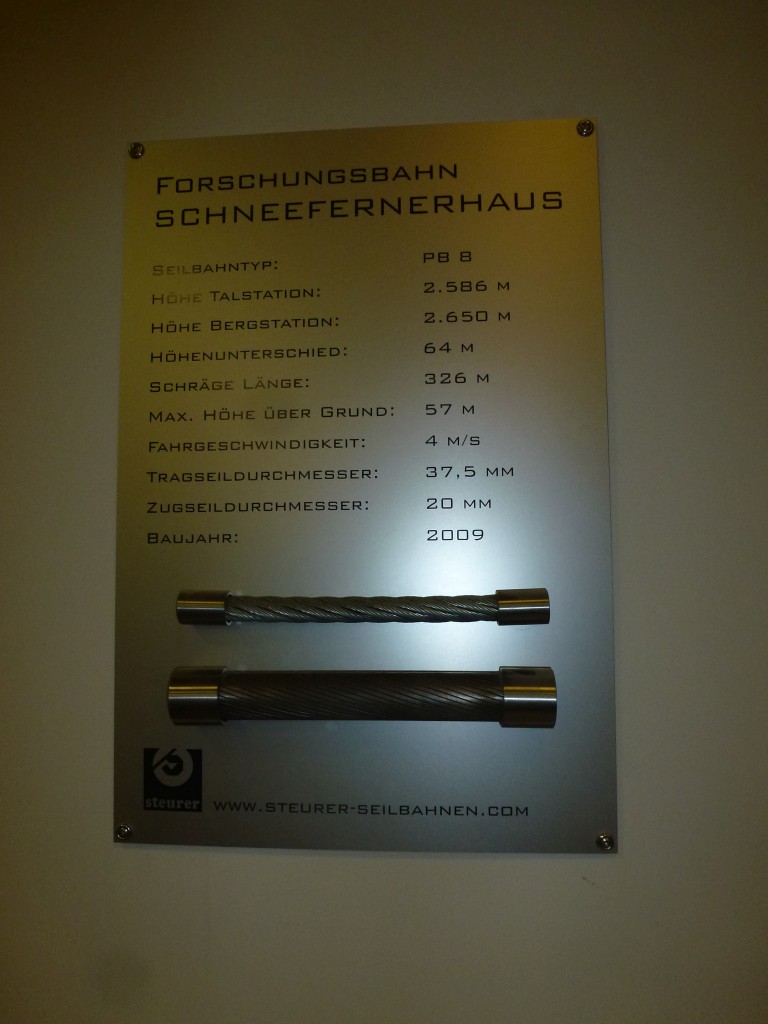 FORSCHUNGSBAHN
SCHNEEFERNERHAUS
SEILBAHNTYP: PB 8
HÖHE TALSTATION: 2.586 M
HÖHE BERGSTATION: 2.650 M
HÖHENUNTERSCHIED: 64 M
SCHRÄGE LÄNGE: 326 M
MAX. HÖHE ÜBER GRUND: 57 M
FAHRGESCHWINDIGKEIT: 4 M/S
TRAGSEILDURCHMESSER: 37,5 MM
ZUGSEILDURCHMESSER: 20 MM
BAUJAHR: 2009
steurer WWW.STEURER-SEILBAHNEN.COM